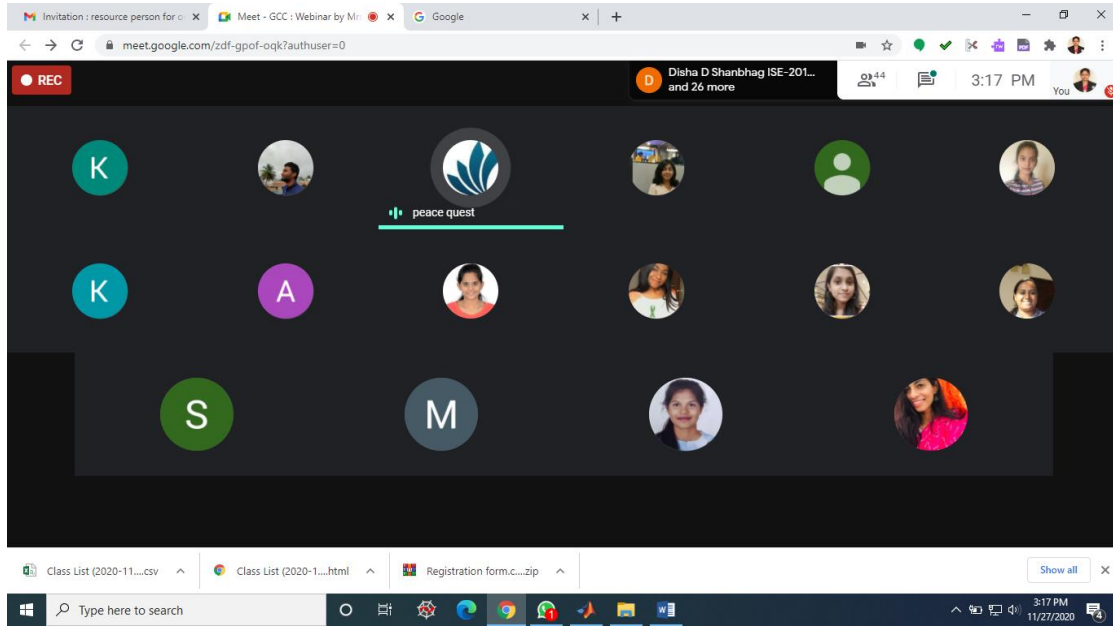 Invitation : resource person for o
Meet - GCC : Webinar by Mr
Google
meet.google.com/zdf-gpof-oqk?authuser=0
REC
D
Disha D Shanbhag ISE-201...
and 26 more
44
3:17 PM
You
K
peace quest
K
A
S
M
Class List (2020-11....csv
Class List (2020-1....html
Registration form.c....zip
Show all
Type here to search
3:17 PM
11/27/2020
4